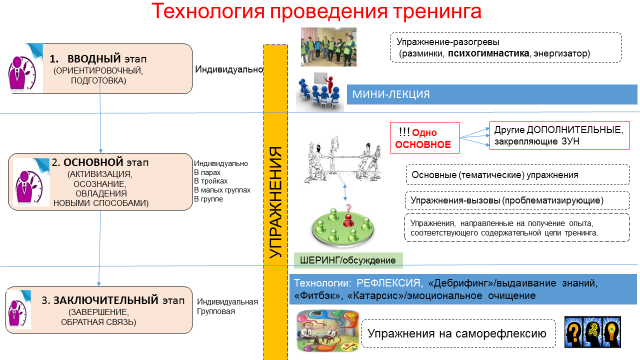 Технология проведения тренинга
1. ВВОДНЫЙ этап
(ОРИЕНТИРОВОЧНЫЙ,
ПОДГОТОВКА)
Индивидуально
2. ОСНОВНОЙ этап
(АКТИВИЗАЦИЯ,
ОСОЗНАНИЕ,
ОВЛАДЕНИЯ
НОВЫМИ СПОСОБАМИ)
Индивидуально
В парах
В тройках
В малых группах
В группе
3. ЗАКЛЮЧИТЕЛЬНЫЙ этап
(ЗАВЕРШЕНИЕ,
ОБРАТНАЯ СВЯЗЬ)
Индивидуальная
Групповая
УПРАЖНЕНИЯ
Упражнение-разогревы
(разминки, психогимнастика, энергизатор)
МИНИ-ЛЕКЦИЯ
!!! Одно
ОСНОВНОЕ
Другие ДОПОЛНИТЕЛЬНЫЕ,
закрепляющие ЗУН
Основные (тематические) упражнения
Упражнения-вызовы (проблематизирующие)
Упражнения, направленные на получение опыта,
соответствующего содержательной цели тренинга.
ШЕРИНГ/обсуждение
Технологии: РЕФЛЕКСИЯ, «Дебрифинг»/выдаивание знаний,
«Фитбэк», «Катарсис»/эмоциональное очищение
Упражнения на саморефлексию